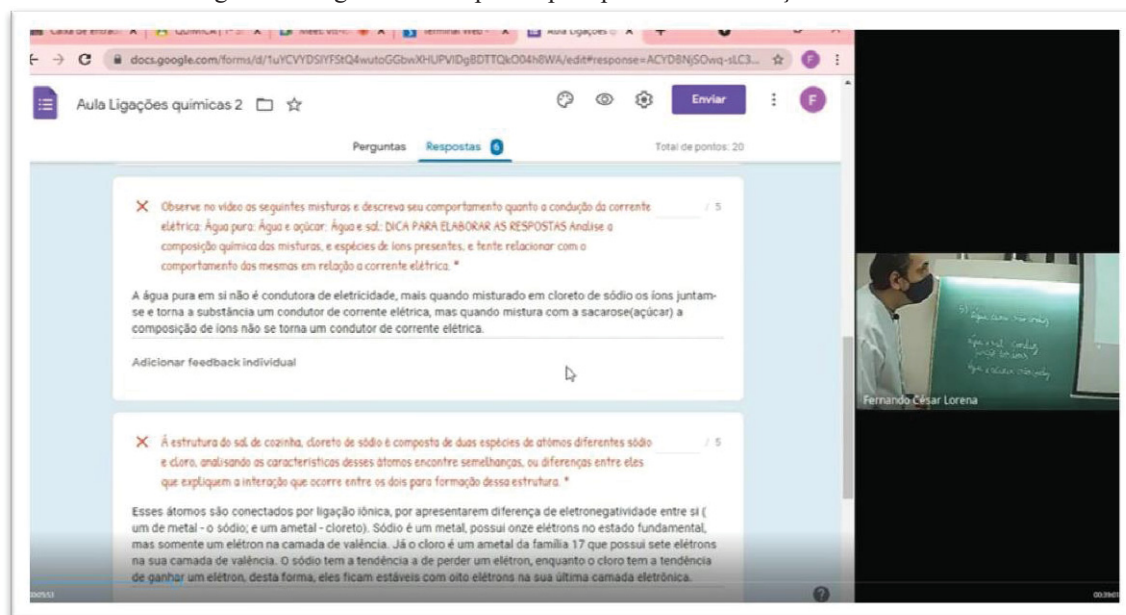 docs.google.com/forms/d/1uYCVYDSIYFStQ4wutoGGbwXHUPVIDgBDTTQkO04h8WA/edit#response=ACYDBNjSOwq-sLC3...
F
Aula Ligações quimicas 2
Enviar
F
Perguntas Respostas 6
Total de pontos: 20
Observe no vídeo as seguintes misturas e descreva seu comportamento quanto a condução da corrente
/ 5
elétrica: Água pura: Água e açúcar: Água e sal: DICA PARA ELABORAR AS RESPOSTAS Analise a
composição química das misturas, e espécies de íons presentes, e tente relacionar com o
comportamento das mesmas em relação a corrente elétrica. *
A água pura em si não é condutora de eletricidade, mais quando misturado em cloreto de sódio os íons juntam-
se e torna a substância um condutor de corrente elétrica, mas quando mistura com a sacarose(açúcar) a
composição de íons não se torna um condutor de corrente elétrica.
Adicionar feedback individual
Á estrutura do sal de cozinha, cloreto de sódio é composta de duas espécies de atómos diferentes sódio
/ 5
e cloro, analisando as características desses átomos encontre semelhanças, ou diferenças entre eles
que expliquem a interação que ocorre entre os dois para formação dessa estrutura. *
Esses átomos são conectados por ligação iônica, por apresentarem diferença de eletronegatividade entre si (
um de metal - o sódio; e um ametal - cloreto). Sódio é um metal, possui onze elétrons no estado fundamental,
mas somente um elétron na camada de valência. Já o cloro é um ametal da família 17 que possui sete elétrons
na sua camada de valência. O sódio tem a tendência a de perder um elétron, enquanto o cloro tem a tendência
de ganhar um elétron, desta forma, eles ficam estáveis com oito elétrons na sua última camada eletrônica.
Fernando César Lorena